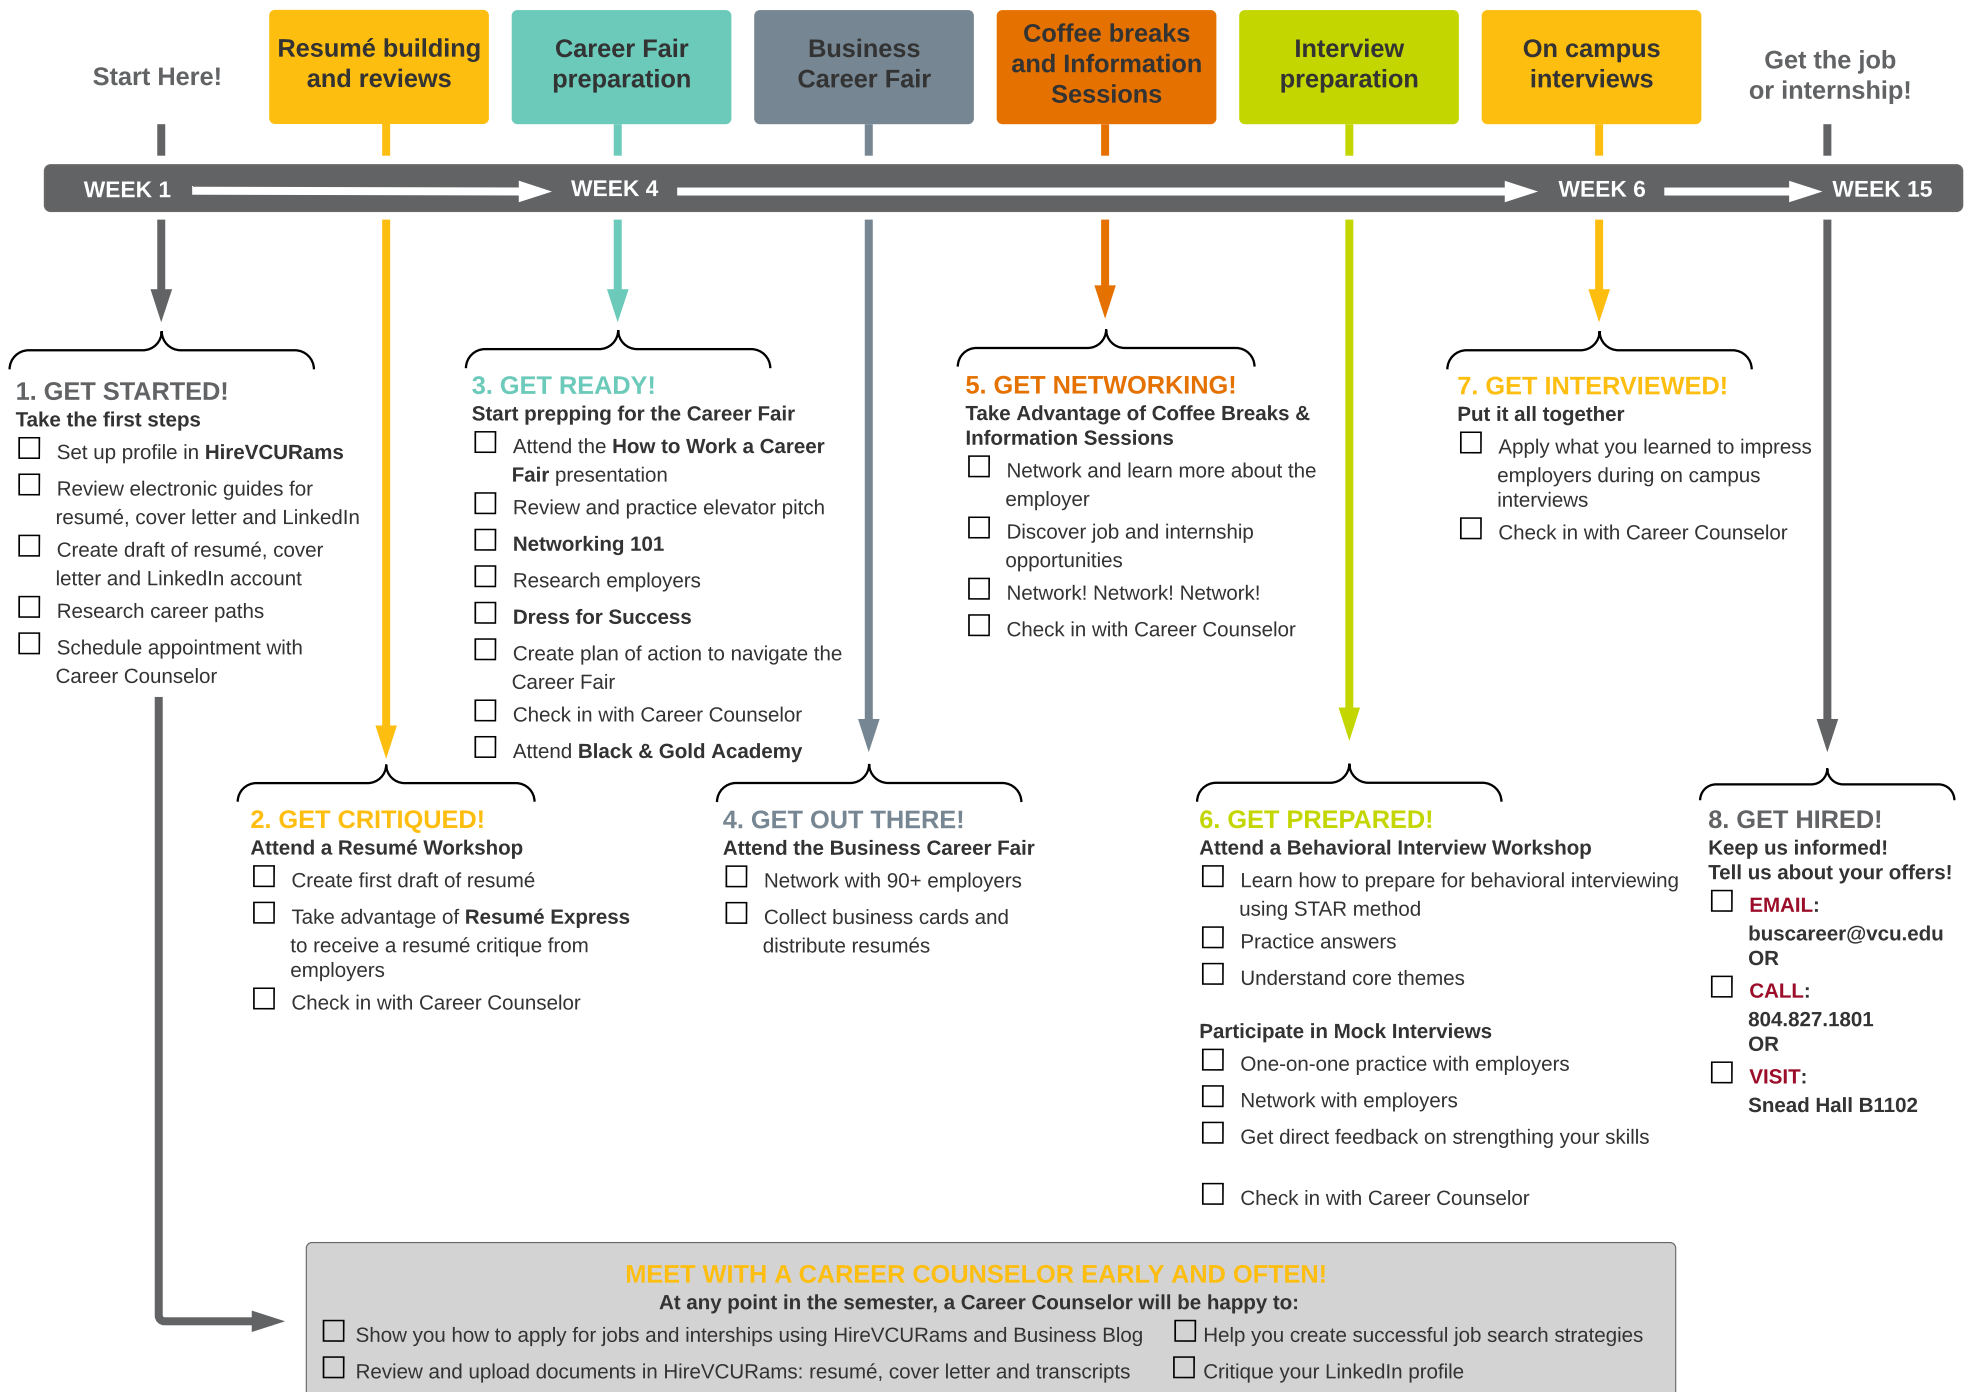 Start Here!
Resumé building
and reviews
Career Fair
preparation
Business
Career Fair
Coffee breaks
and Information
Sessions
Interview
preparation
On campus
interviews
Get the job
or internship!
WEEK 1
WEEK 4
WEEK 6
WEEK 15
1. GET STARTED!
Take the first steps
Set up profile in HireVCURams
Review electronic guides for
resumé, cover letter and LinkedIn
Create draft of resumé, cover
letter and LinkedIn account
Research career paths
Schedule appointment with
Career Counselor
2. GET CRITIQUED!
Attend a Resumé Workshop
Create first draft of resumé
Take advantage of Resumé Express
to receive a resumé critique from
employers
Check in with Career Counselor
3. GET READY!
Start prepping for the Career Fair
Attend the How to Work a Career
Fair presentation
Review and practice elevator pitch
Networking 101
Research employers
Dress for Success
Create plan of action to navigate the
Career Fair
Check in with Career Counselor
Attend Black & Gold Academy
4. GET OUT THERE!
Attend the Business Career Fair
Network with 90+ employers
Collect business cards and
distribute resumés
5. GET NETWORKING!
Take Advantage of Coffee Breaks &
Information Sessions
Network and learn more about the
employer
Discover job and internship
opportunities
Network! Network! Network!
Check in with Career Counselor
6. GET PREPARED!
Attend a Behavioral Interview Workshop
Learn how to prepare for behavioral interviewing
using STAR method
Practice answers
Understand core themes
Participate in Mock Interviews
One-on-one practice with employers
Network with employers
Get direct feedback on strengthing your skills
Check in with Career Counselor
7. GET INTERVIEWED!
Put it all together
Apply what you learned to impress
employers during on campus
interviews
Check in with Career Counselor
8. GET HIRED!
Keep us informed!
Tell us about your offers!
EMAIL:
buscareer@vcu.edu
OR
CALL:
804.827.1801
OR
VISIT:
Snead Hall B1102
MEET WITH A CAREER COUNSELOR EARLY AND OFTEN!
At any point in the semester, a Career Counselor will be happy to:
Show you how to apply for jobs and interships using HireVCURams and Business Blog
Help you create successful job search strategies
Review and upload documents in HireVCURams: resumé, cover letter and transcripts
Critique your LinkedIn profile